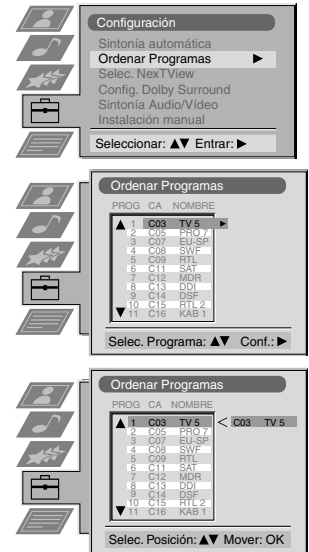 Configuración
Sintonía automática
Ordenar Programas
Selec. NexTView
Config. Dolby Surround
Sintonía Audio/Vídeo
Instalación manual
Seleccionar: ▲▼ Entrar: ►
Ordenar Programas
PROG CA NOMBRE
1 C03 TV 5
2 C05 PRO 7
3 C07 EU-SP
4 C08 SWF
5 C09 RTL
6 C11 SAT
7 C12 MDR
8 C13 DDI
9 C14 DSF
10 C15 RTL 2
11 C16 KAB 1
Selec. Programa: ▲▼ Conf.: ►
Ordenar Programas
PROG CA NOMBRE
1 C03 TV 5 < C03 TV 5
2 C05 PRO 7
3 C07 EU-SP
4 C08 SWF
5 C09 RTL
6 C11 SAT
7 C12 MDR
8 C13 DDI
9 C14 DSF
10 C15 RTL 2
11 C16 KAB 1
Selec. Posición: ▲▼ Mover: OK